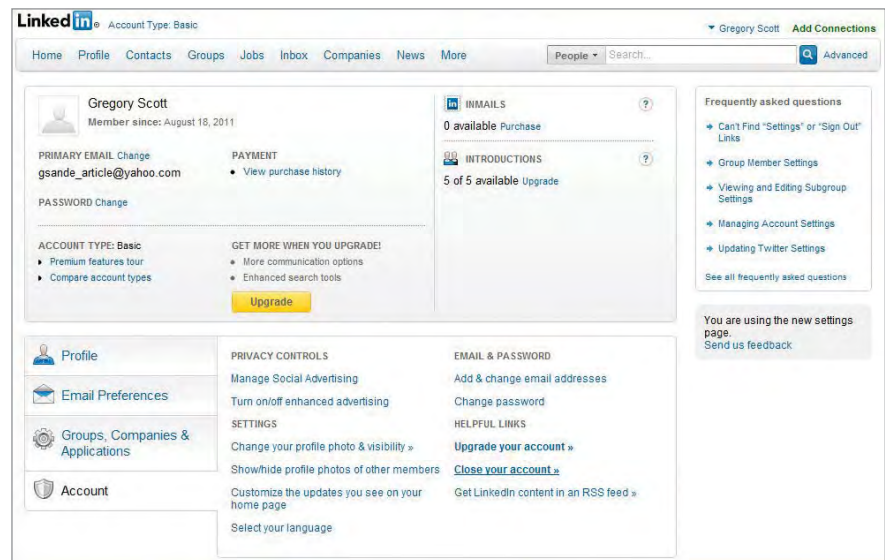 Linked in® Account Type: Basic
Gregory Scott Add Connections
Home Profile Contacts Groups Jobs Inbox Companies News More People Search... Advanced
Gregory Scott
Member since: August 18, 2011
PRIMARY EMAIL Change
gsande_article@yahoo.com
PASSWORD Change
PAYMENT
View purchase history
ACCOUNT TYPE: Basic
Premium features tour
Compare account types
GET MORE WHEN YOU UPGRADE!
More communication options
Enhanced search tools
Upgrade
in INMAILS ?
0 available Purchase
INTRODUCTIONS ?
5 of 5 available Upgrade
Frequently asked questions
Can't Find "Settings" or "Sign Out"
Links
Group Member Settings
Viewing and Editing Subgroup
Settings
Managing Account Settings
Updating Twitter Settings
See all frequently asked questions
You are using the new settings
page.
Send us feedback
Profile
Email Preferences
Groups, Companies &
Applications
Account
PRIVACY CONTROLS
Manage Social Advertising
Turn on/off enhanced advertising
SETTINGS
Change your profile photo & visibility »
Show/hide profile photos of other members
Customize the updates you see on your
home page
Select your language
EMAIL & PASSWORD
Add & change email addresses
Change password
HELPFUL LINKS
Upgrade your account »
Close your account »
Get LinkedIn content in an RSS feed »